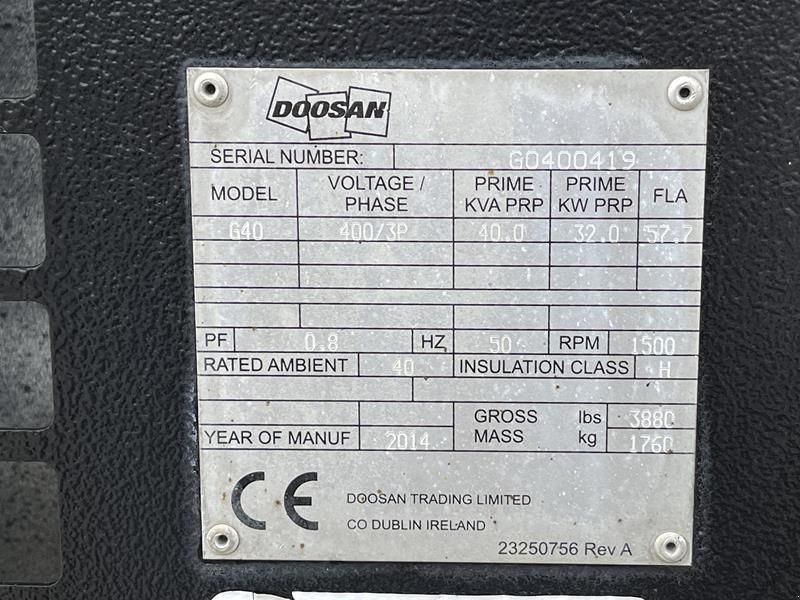 DOOSAN
SERIAL NUMBER: G0400419
MODEL VOLTAGE / PHASE PRIME KVA PRP PRIME KW PRP FLA
G40 400/3P 40.0 32.0 57.7
PF 0.8 HZ 50 RPM 1500
RATED AMBIENT 40 INSULATION CLASS H
GROSS MASS lbs 3880
YEAR OF MANUF 2014 kg 1760
CE
DOOSAN TRADING LIMITED
CO DUBLIN IRELAND
23250756 Rev A